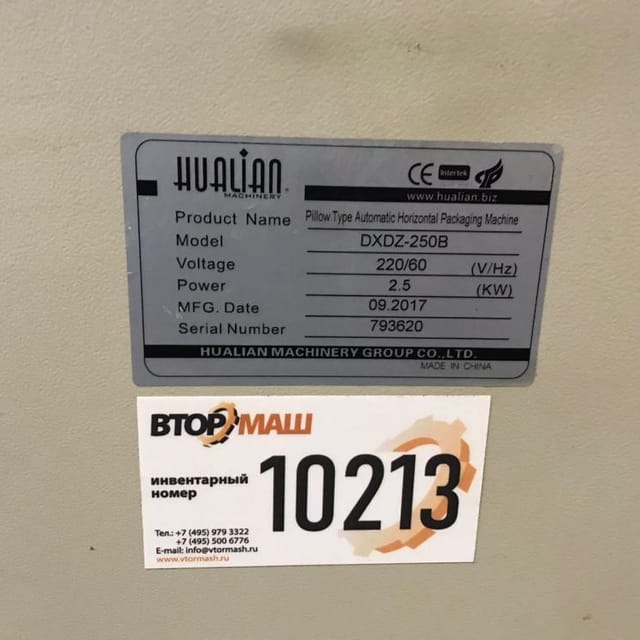 HUALIAN®
MACHINERY
CE Intertek
www.hualian.biz
Product Name Pillow Type Automatic Horizontal Packaging Machine
Model DXDZ-250B
Voltage 220/60 (V/Hz)
Power 2.5 (KW)
MFG. Date 09.2017
Serial Number 793620
HUALIAN MACHINERY GROUP CO.,LTD.
MADE IN CHINA
ВТОРМАШ
инвентарный
номер
10213
Тел.: +7 (495) 979 3322
+7 (495) 500 6776
E-mail: info@vtormash.ru
www.vtormash.ru